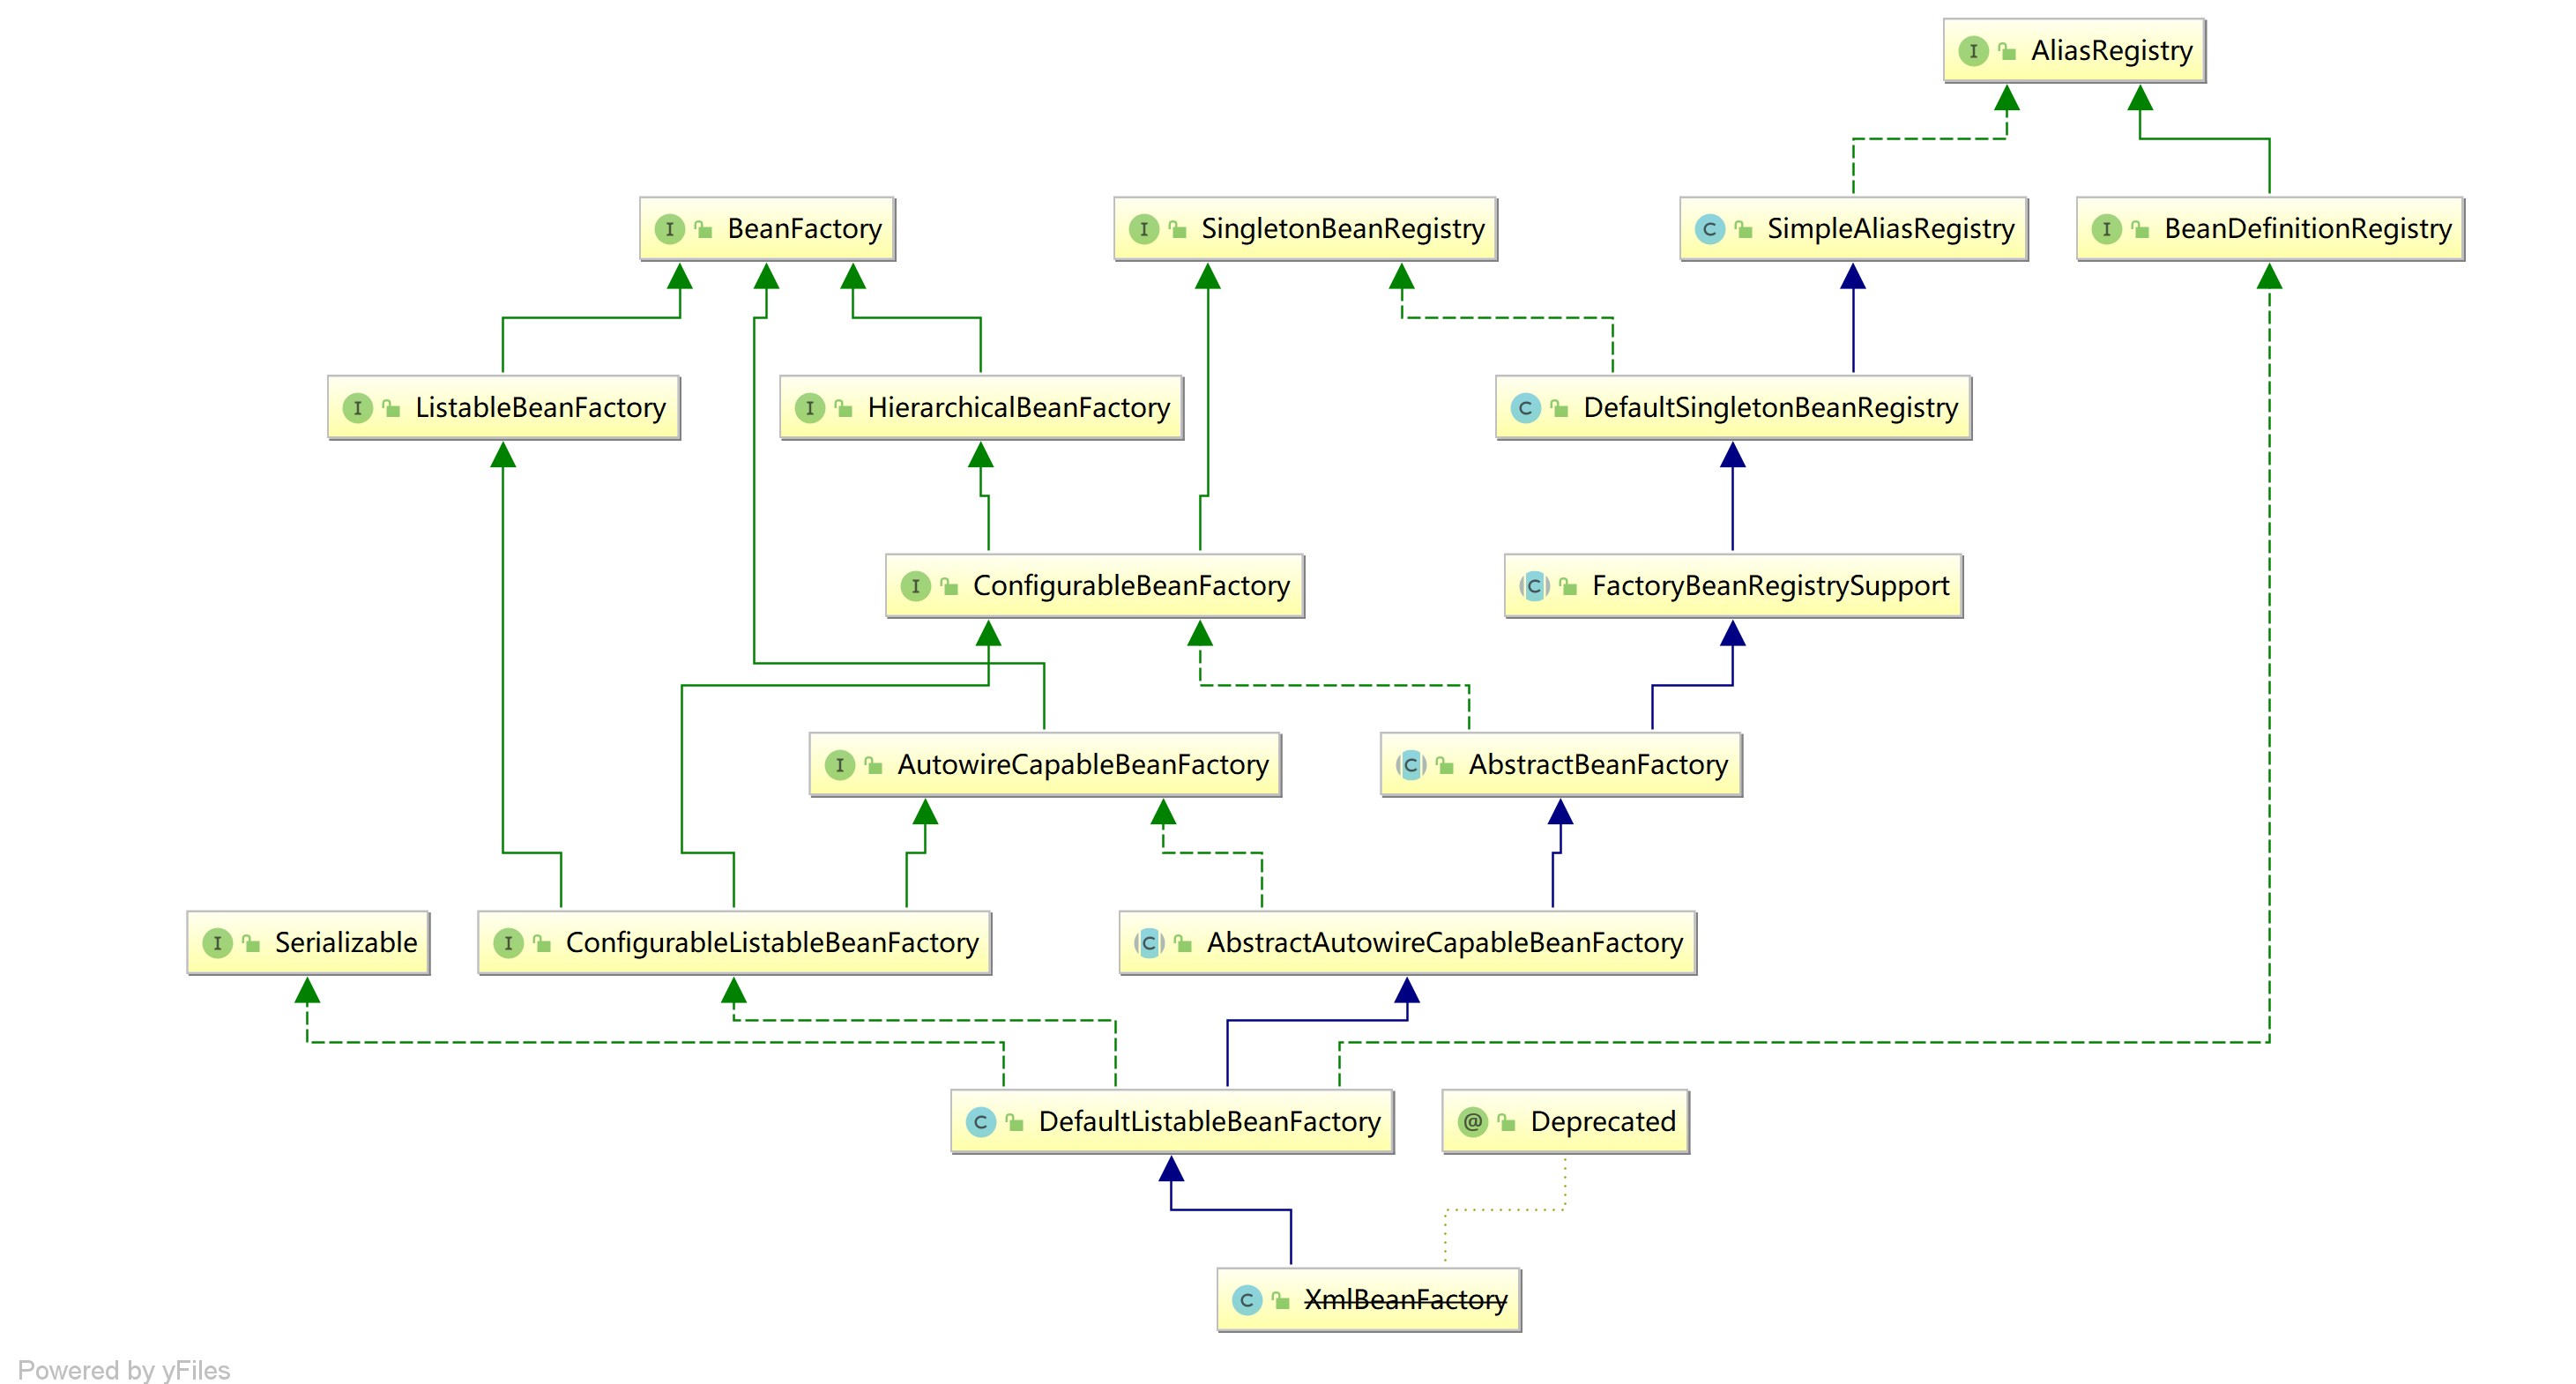 AliasRegistry
BeanFactory
SingletonBeanRegistry
SimpleAliasRegistry
BeanDefinitionRegistry
ListableBeanFactory
HierarchicalBeanFactory
DefaultSingletonBeanRegistry
ConfigurableBeanFactory
FactoryBeanRegistrySupport
AutowireCapableBeanFactory
AbstractBeanFactory
Serializable
ConfigurableListableBeanFactory
AbstractAutowireCapableBeanFactory
DefaultListableBeanFactory
Deprecated
XmlBeanFactory
Powered by yFiles